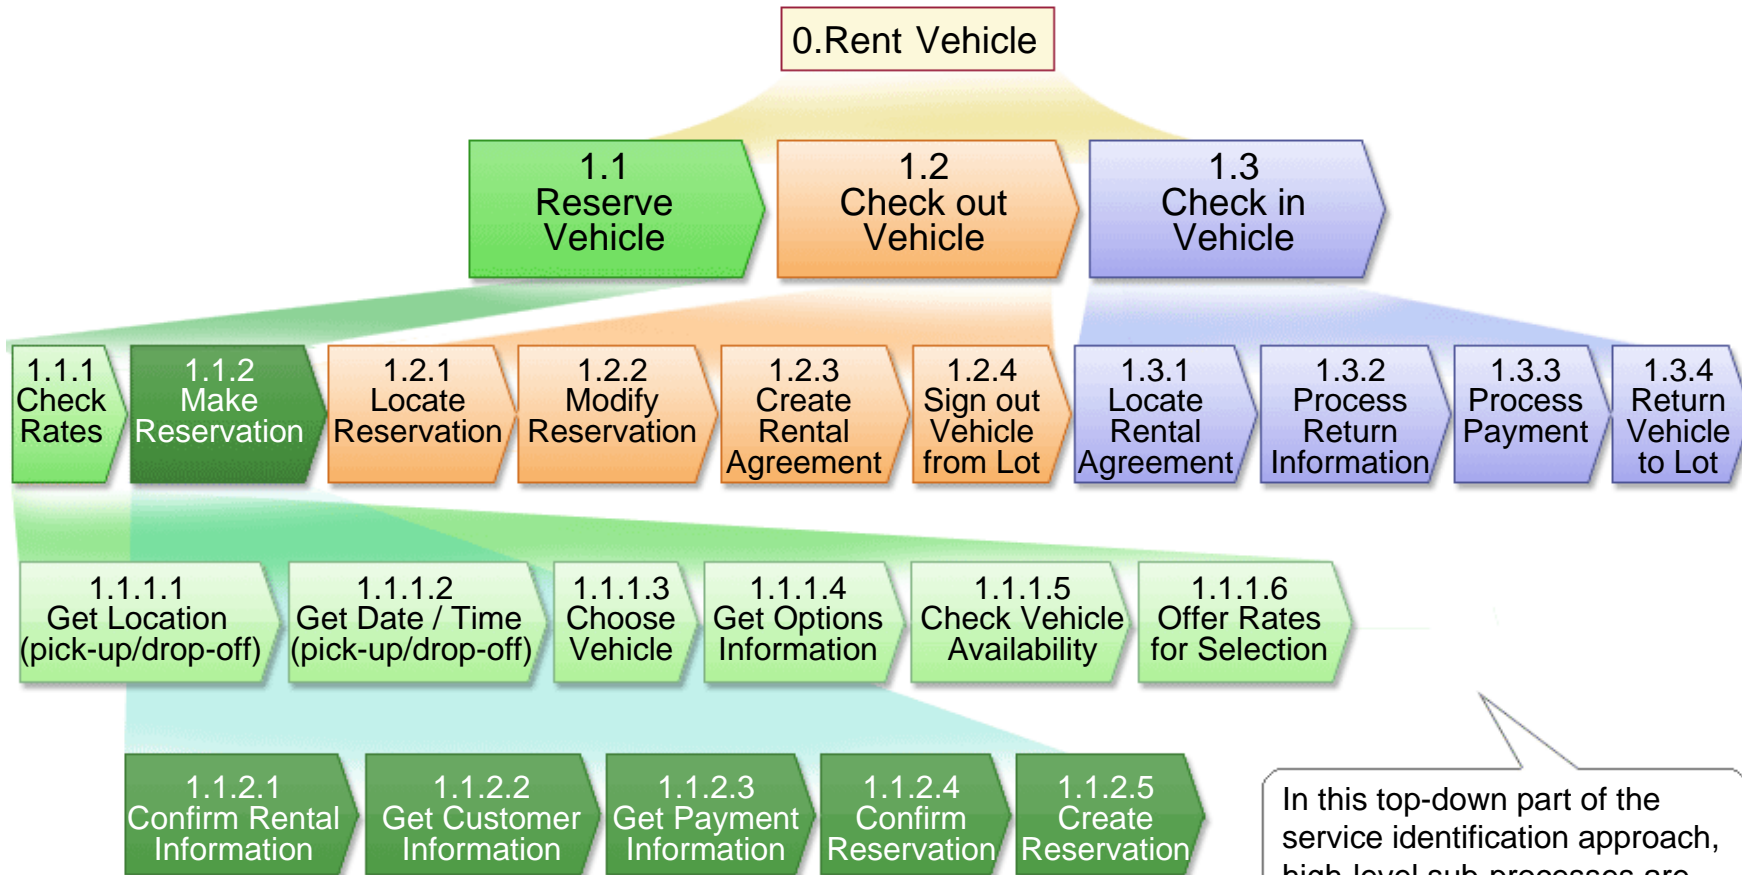 0.Rent Vehicle
1.1
Reserve
Vehicle
1.2
Check out
Vehicle
1.3
Check in
Vehicle
1.1.1
Check
Rates
1.1.2
Make
Reservation
1.2.1
Locate
Reservation
1.2.2
Modify
Reservation
1.2.3
Create
Rental
Agreement
1.2.4
Sign out
Vehicle
from Lot
1.3.1
Locate
Rental
Agreement
1.3.2
Process
Return
Information
1.3.3
Process
Payment
1.3.4
Return
Vehicle
to Lot
1.1.1.1
Get Location
(pick-up/drop-off)
1.1.1.2
Get Date / Time
(pick-up/drop-off)
1.1.1.3
Choose
Vehicle
1.1.1.4
Get Options
Information
1.1.1.5
Check Vehicle
Availability
1.1.1.6
Offer Rates
for Selection
1.1.2.1
Confirm Rental
Information
1.1.2.2
Get Customer
Information
1.1.2.3
Get Payment
Information
1.1.2.4
Confirm
Reservation
1.1.2.5
Create
Reservation
In this top-down part of the
service identification approach,
high-level sub-processes are